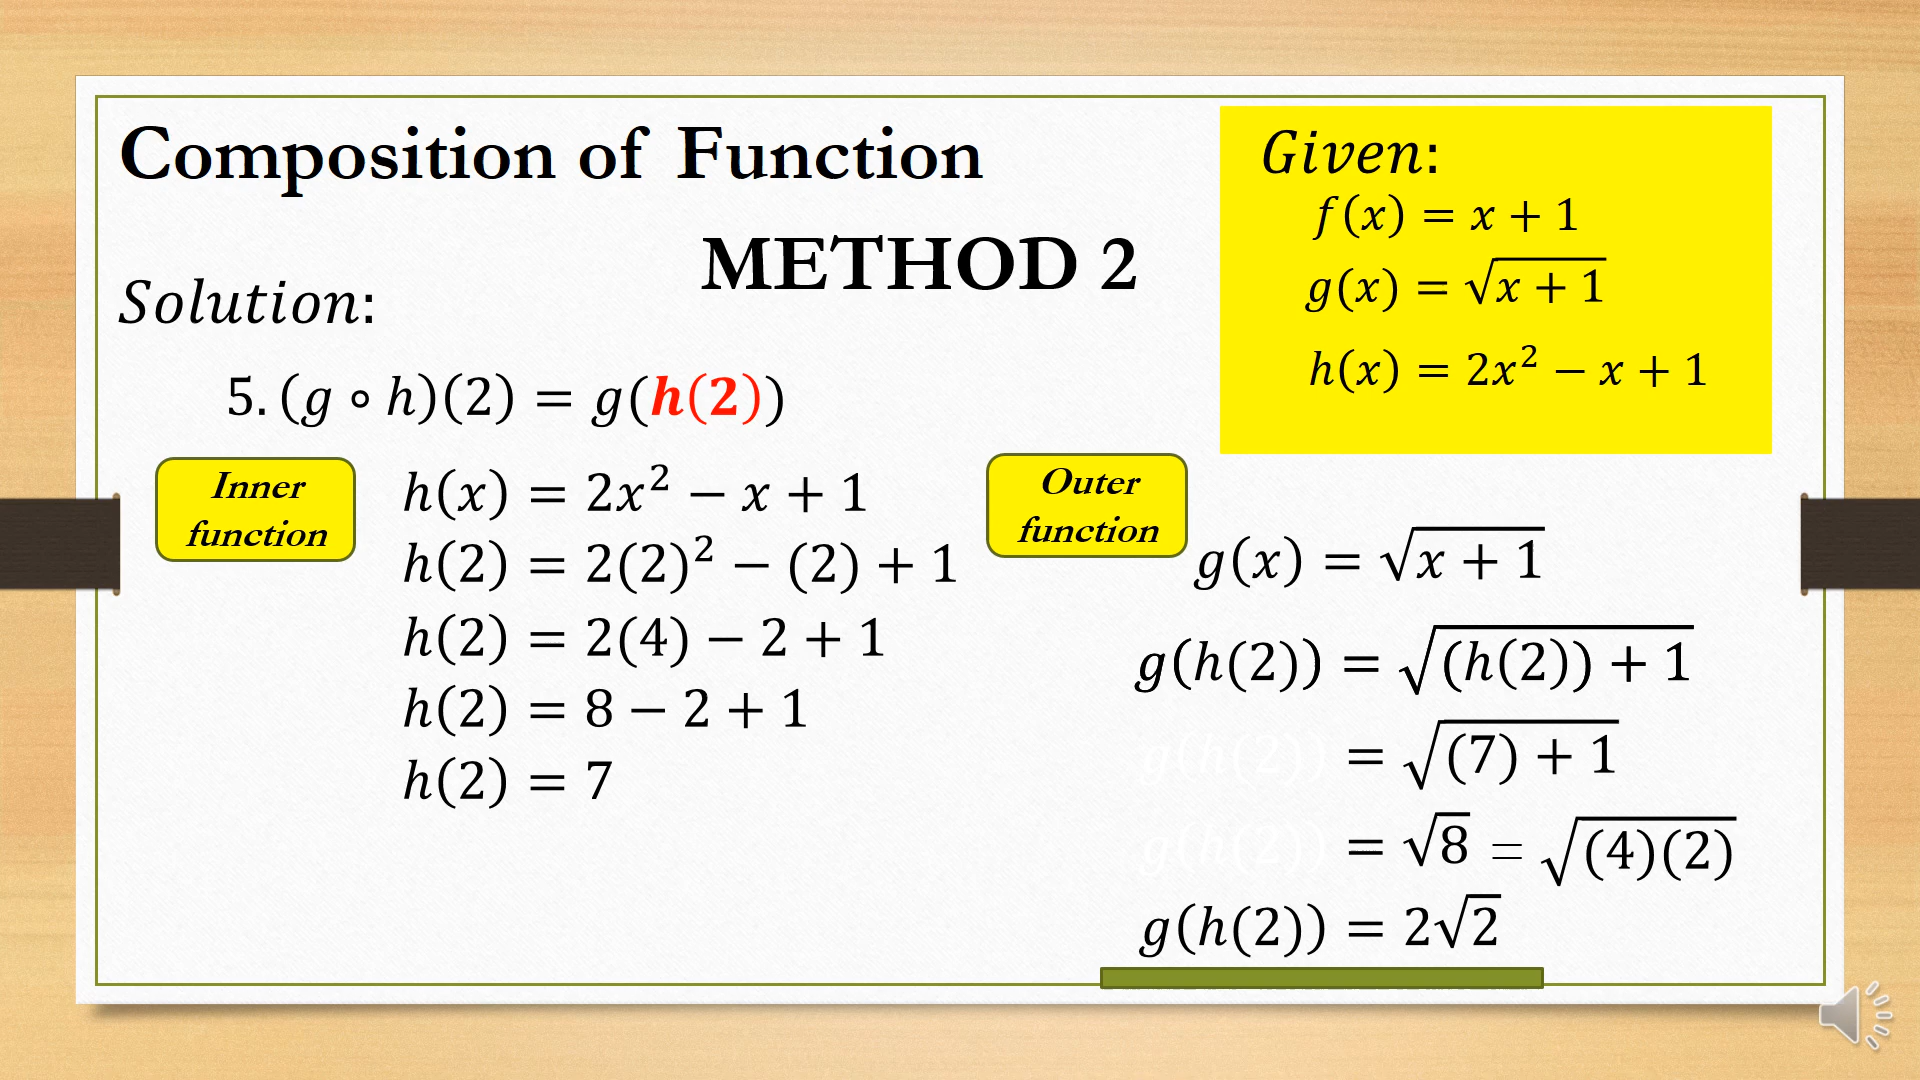 Composition of Function
METHOD 2
Given:
f(x) = x + 1
g(x) = √(x + 1)
h(x) = 2x² − x + 1
Solution:
5. (g ∘ h)(2) = g(h(2))
Inner
function
h(x) = 2x² − x + 1
h(2) = 2(2)² − (2) + 1
h(2) = 2(4) − 2 + 1
h(2) = 8 − 2 + 1
h(2) = 7
Outer
function
g(x) = √(x + 1)
g(h(2)) = √((h(2)) + 1)
g(h(2)) = √((7) + 1)
g(h(2)) = √8 = √((4)(2))
g(h(2)) = 2√2